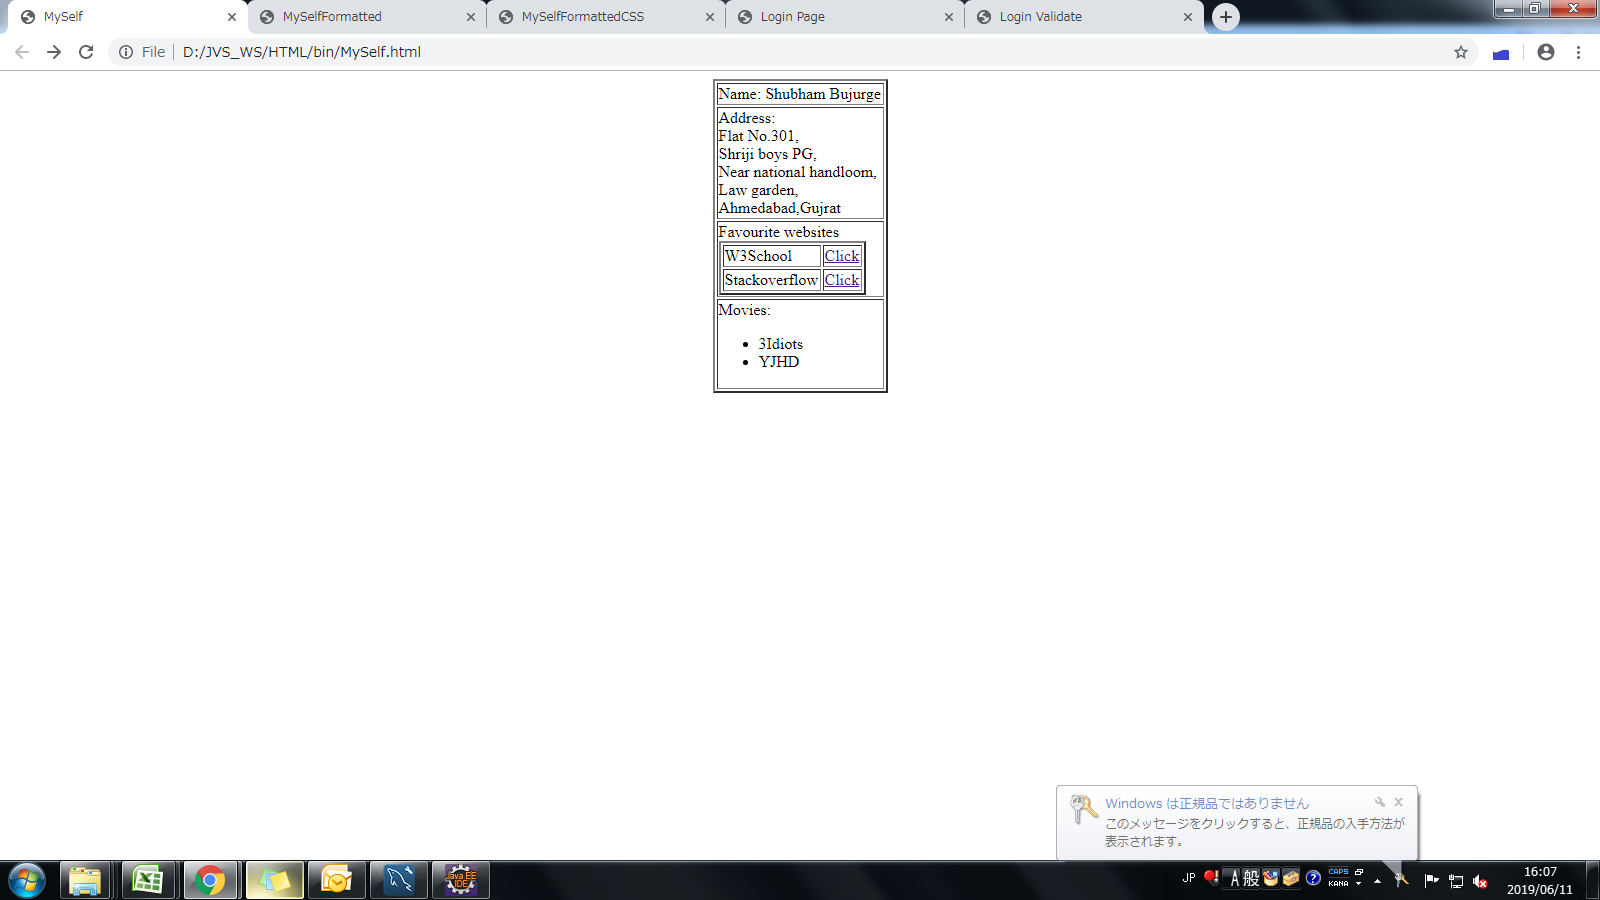 MySelf
MySelfFormatted
MySelfFormattedCSS
Login Page
Login Validate
File
D:/JVS_WS/HTML/bin/MySelf.html
Name: Shubham Bujurge
Address:
Flat No.301,
Shriji boys PG,
Near national handloom,
Law garden,
Ahmedabad,Gujrat
Favourite websites
W3School Click
Stackoverflow Click
Movies:
3Idiots
YJHD
Windows は正規品ではありません
このメッセージをクリックすると、正規品の入手方法が
表示されます。
Java EE
IDE
JP
A 般
CAPS
KANA
16:07
2019/06/11